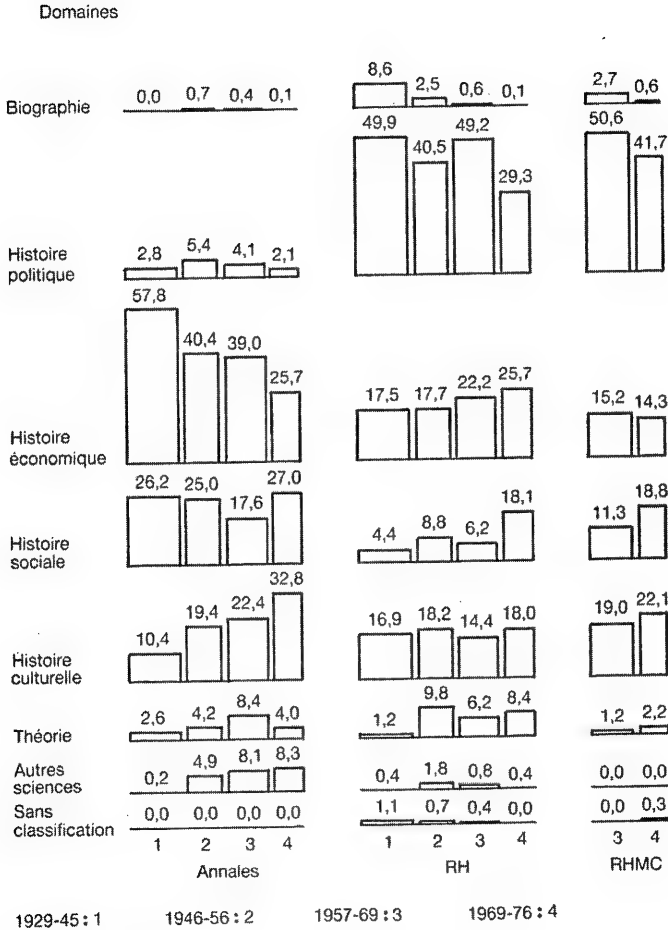 Domaines
Biographie 0,0 0,7 0,4 0,1 8,6 2,5 0,6 0,1 2,7 0,6
Histoire politique 2,8 5,4 4,1 2,1 49,9 40,5 49,2 29,3 50,6 41,7
Histoire économique 57,8 40,4 39,0 25,7 17,5 17,7 22,2 25,7 15,2 14,3
Histoire sociale 26,2 25,0 17,6 27,0 4,4 8,8 6,2 18,1 11,3 18,8
Histoire culturelle 10,4 19,4 22,4 32,8 16,9 18,2 14,4 18,0 19,0 22,1
Théorie 2,6 4,2 8,4 4,0 1,2 9,8 6,2 8,4 1,2 2,2
Autres sciences 0,2 4,9 8,1 8,3 0,4 1,8 0,8 0,4 0,0 0,0
Sans classification 0,0 0,0 0,0 0,0 1,1 0,7 0,4 0,0 0,0 0,3
1 2 3 4 1 2 3 4 3 4
Annales RH RHMC
1929-45 : 1 1946-56 : 2 1957-69 : 3 1969-76 : 4